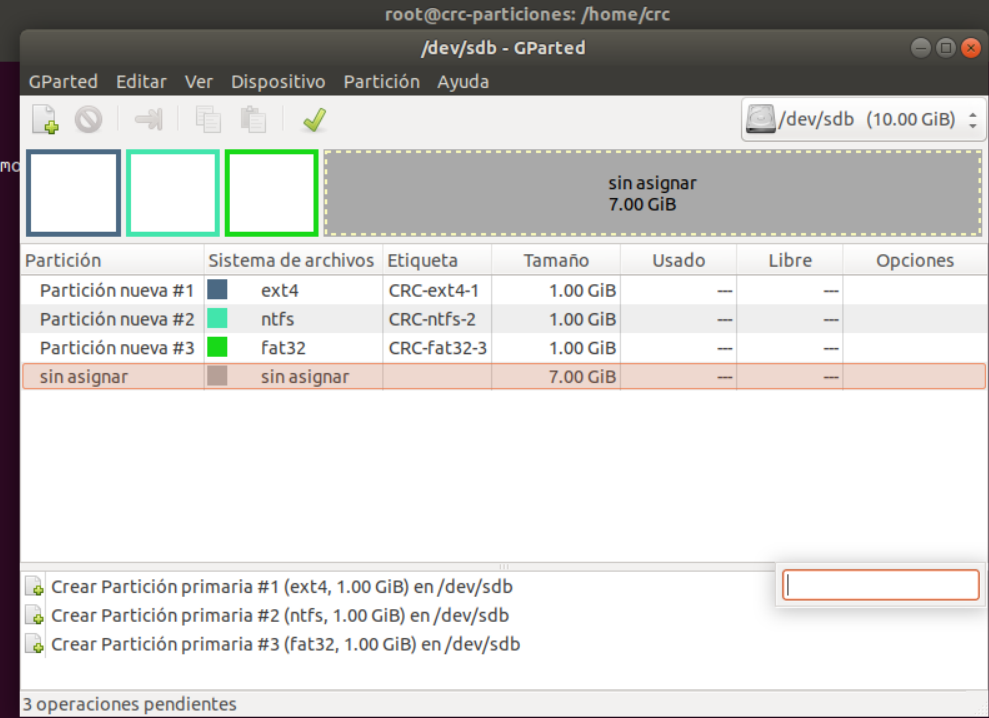 root@crc-particiones: /home/crc
/dev/sdb - GParted
GParted Editar Ver Dispositivo Partición Ayuda
/dev/sdb (10.00 GiB)
mo
sin asignar
7.00 GiB
Partición Sistema de archivos Etiqueta Tamaño Usado Libre Opciones
Partición nueva #1 ext4 CRC-ext4-1 1.00 GiB --- ---
Partición nueva #2 ntfs CRC-ntfs-2 1.00 GiB --- ---
Partición nueva #3 fat32 CRC-fat32-3 1.00 GiB --- ---
sin asignar sin asignar 7.00 GiB --- ---
Crear Partición primaria #1 (ext4, 1.00 GiB) en /dev/sdb
Crear Partición primaria #2 (ntfs, 1.00 GiB) en /dev/sdb
Crear Partición primaria #3 (fat32, 1.00 GiB) en /dev/sdb
3 operaciones pendientes